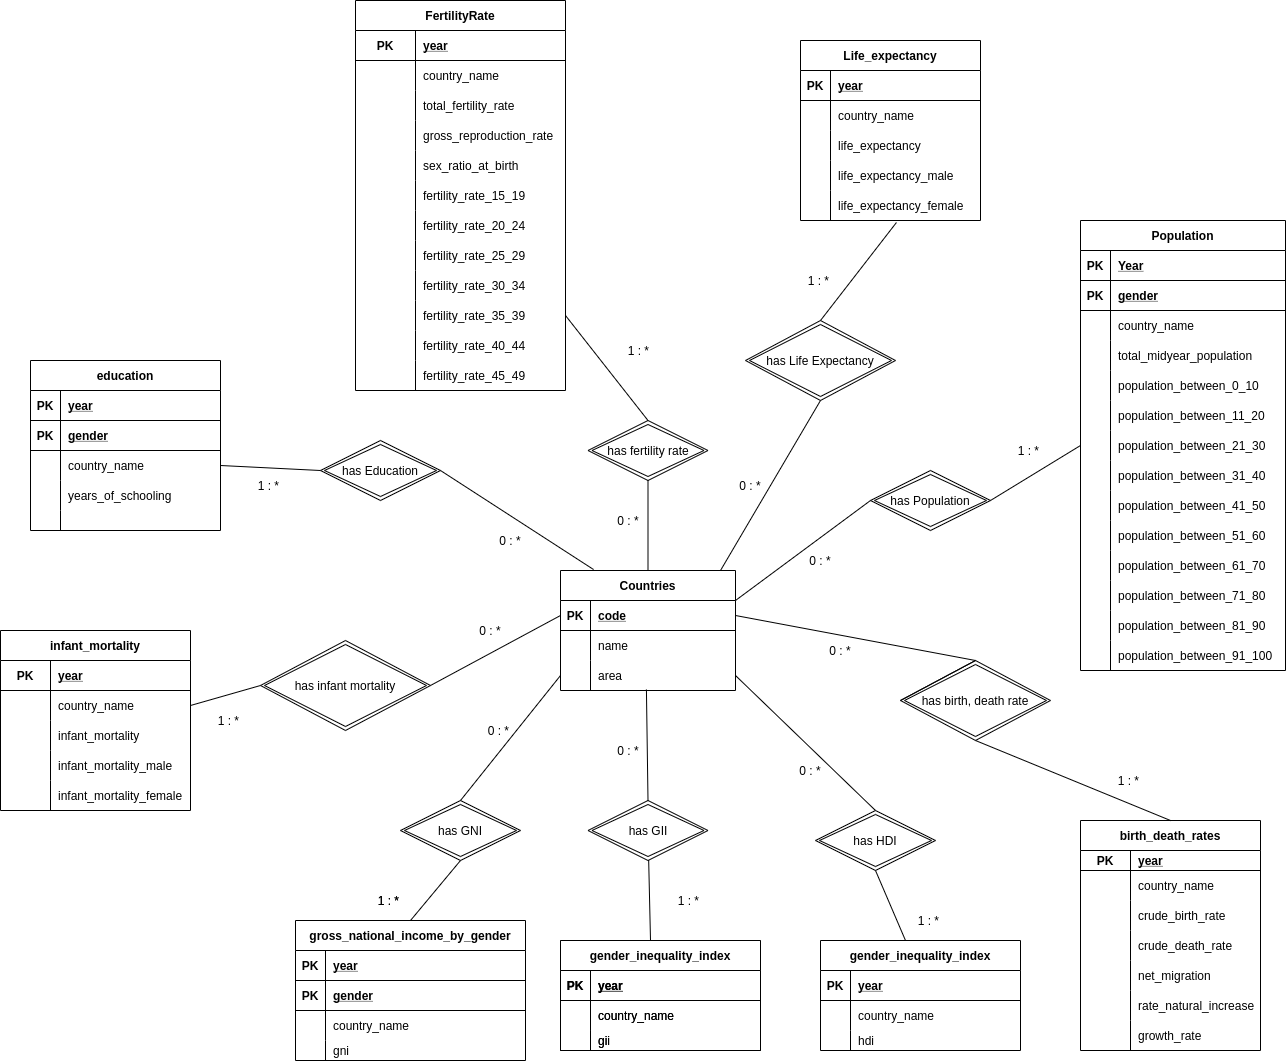 FertilityRate
PK year
country_name
total_fertility_rate
gross_reproduction_rate
sex_ratio_at_birth
fertility_rate_15_19
fertility_rate_20_24
fertility_rate_25_29
fertility_rate_30_34
fertility_rate_35_39
fertility_rate_40_44
fertility_rate_45_49
Life_expectancy
PK year
country_name
life_expectancy
life_expectancy_male
life_expectancy_female
Population
PK Year
PK gender
country_name
total_midyear_population
population_between_0_10
population_between_11_20
population_between_21_30
population_between_31_40
population_between_41_50
population_between_51_60
population_between_61_70
population_between_71_80
population_between_81_90
population_between_91_100
education
PK year
PK gender
country_name
years_of_schooling
1 : *
has Education
0 : *
1 : *
has fertility rate
0 : *
1 : *
has Life Expectancy
0 : *
1 : *
has Population
0 : *
Countries
PK code
name
area
infant_mortality
PK year
country_name
infant_mortality
infant_mortality_male
infant_mortality_female
1 : *
has infant mortality
0 : *
0 : *
has birth, death rate
1 : *
0 : *
has GNI
1 : *
0 : *
has GII
1 : *
0 : *
has HDI
1 : *
gross_national_income_by_gender
PK year
PK gender
country_name
gni
gender_inequality_index
PK year
country_name
gii
gender_inequality_index
PK year
country_name
hdi
birth_death_rates
PK year
country_name
crude_birth_rate
crude_death_rate
net_migration
rate_natural_increase
growth_rate